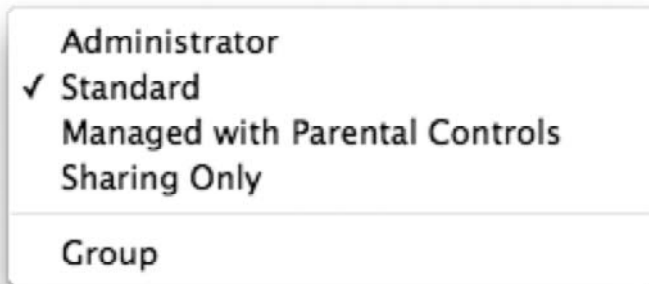 Administrator
✓ Standard
Managed with Parental Controls
Sharing Only
Group